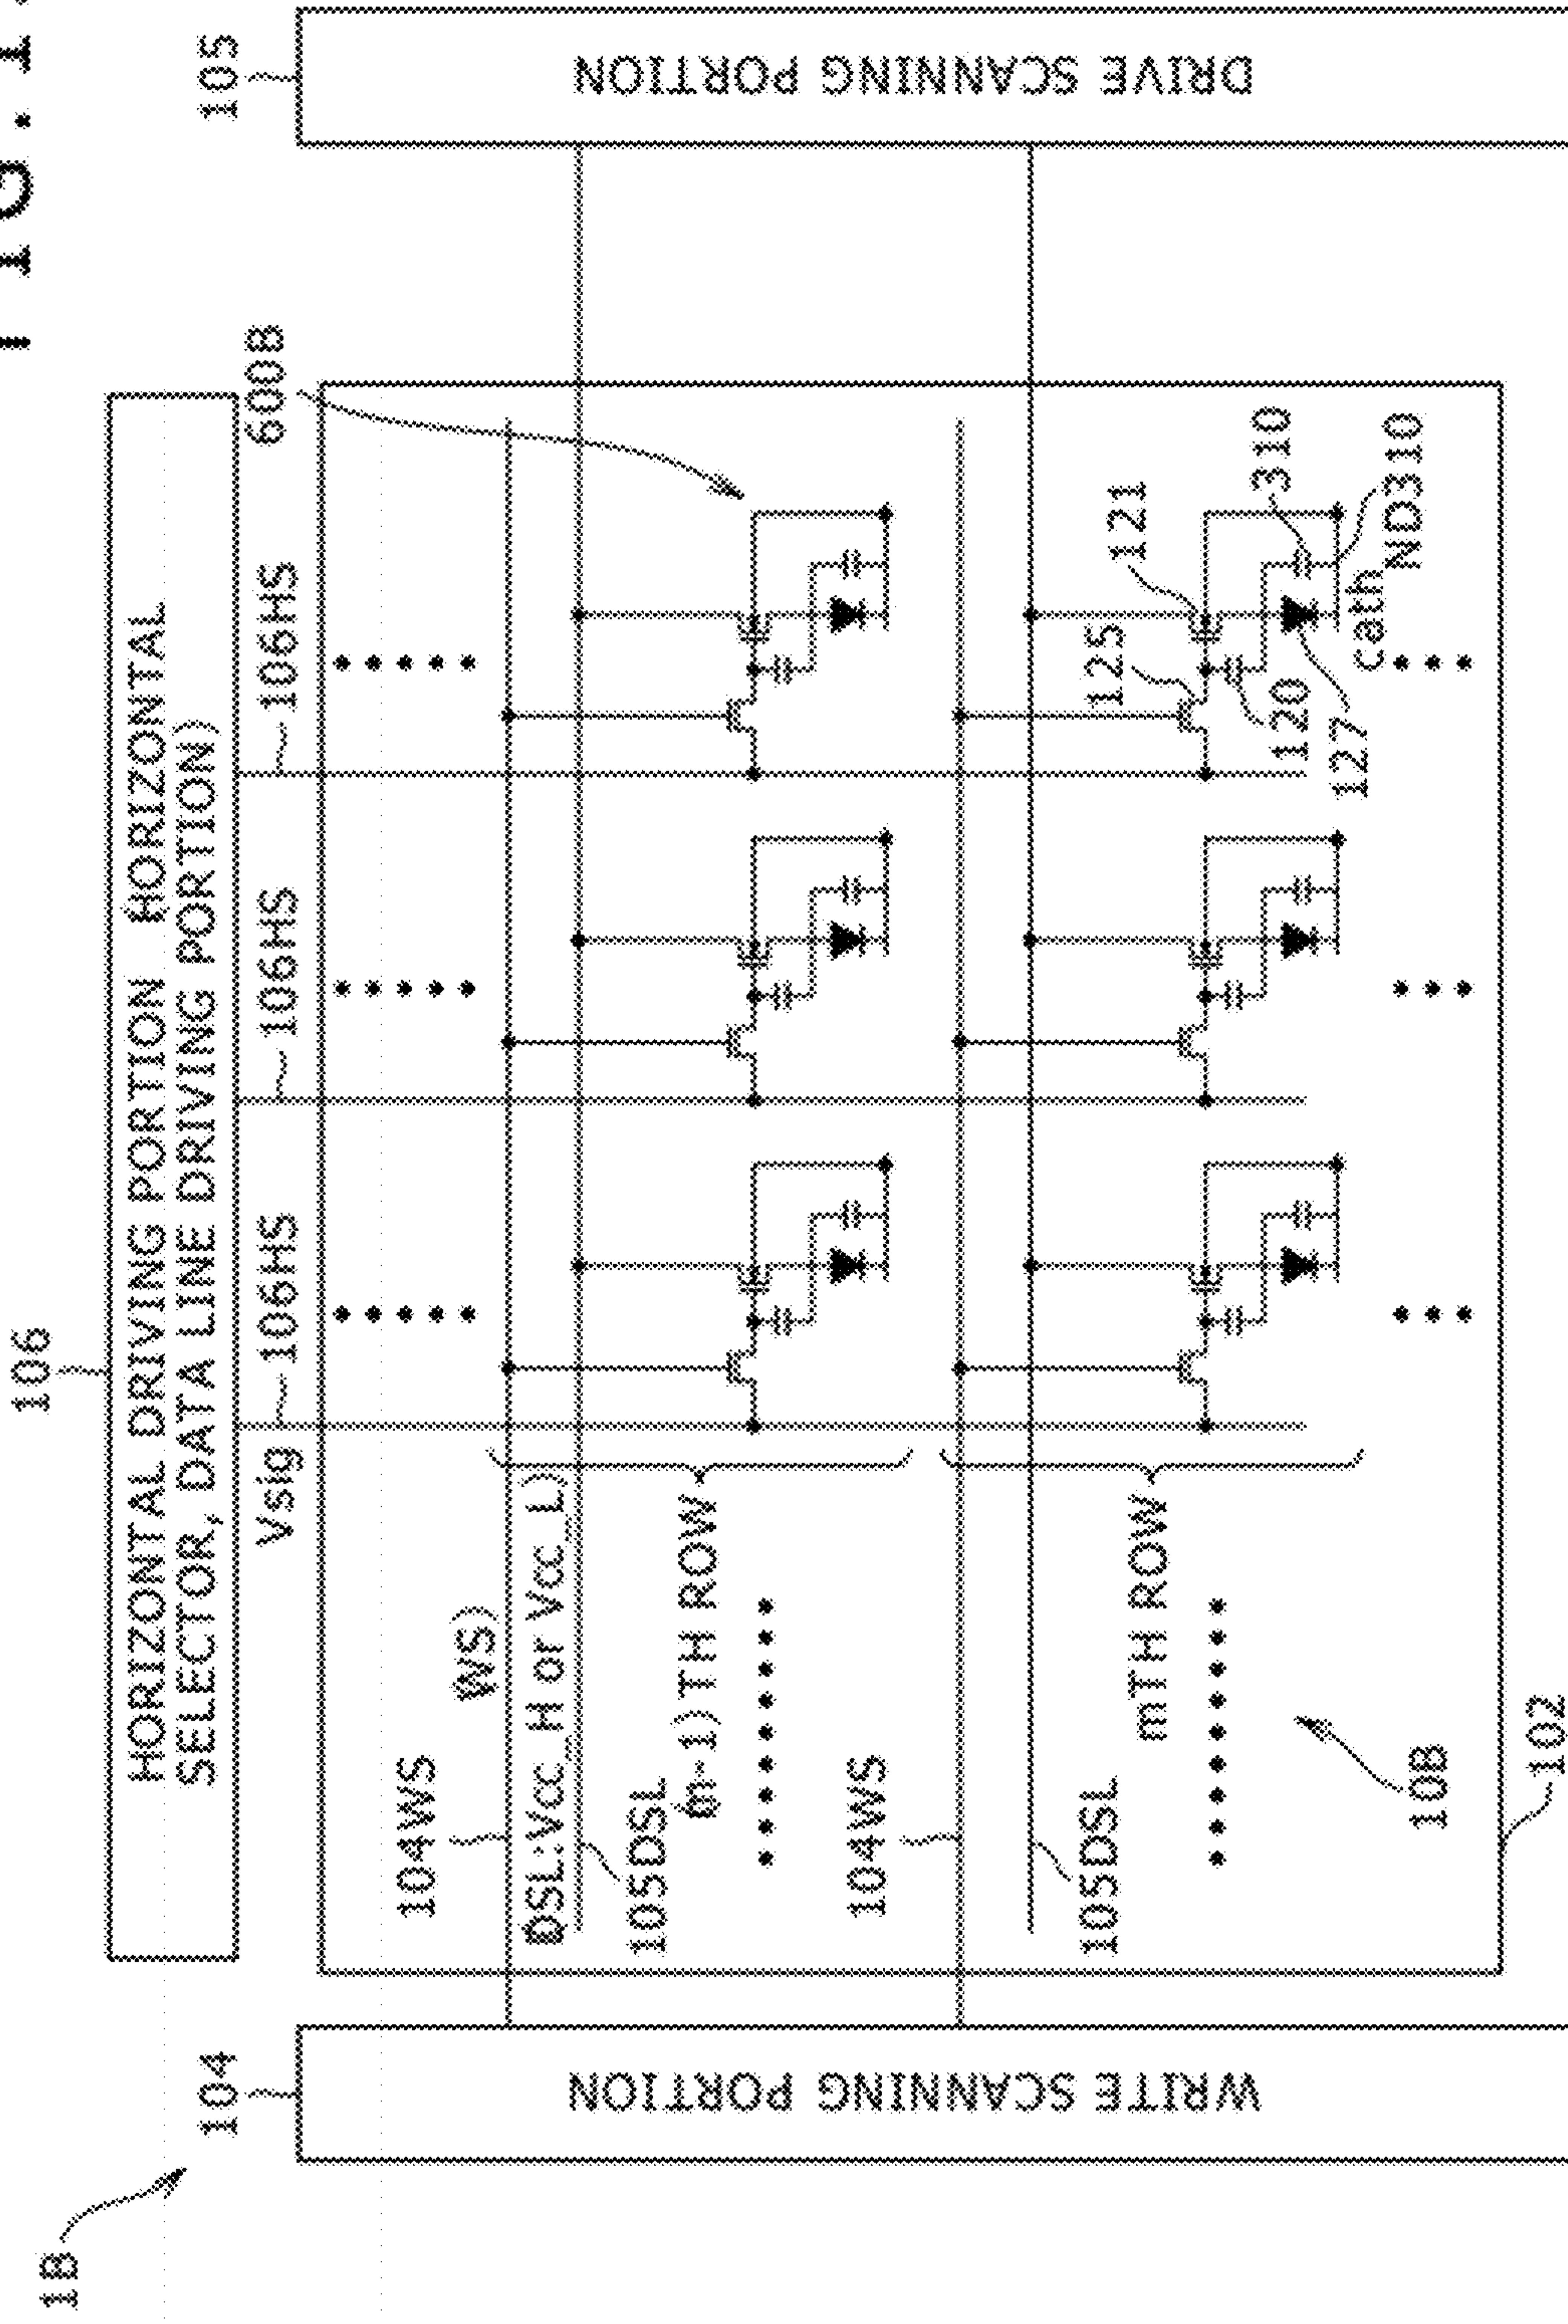 1B
106
HORIZONTAL DRIVING PORTION (HORIZONTAL
SELECTOR, DATA LINE DRIVING PORTION)
104
105
Vsig
106HS
106HS
106HS
600B
104WS
WS)
DSL:Vcc_H or Vcc_L)
105DSL
(m-1)TH ROW
104WS
105DSL
mTH ROW
125
121
120
310
127
cath
ND310
10B
102
WRITE SCANNING PORTION
DRIVE SCANNING PORTION